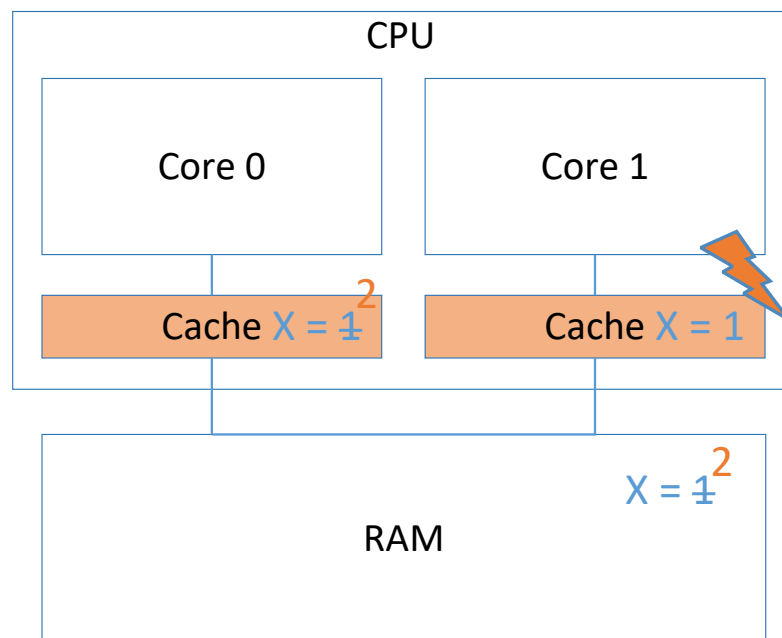 CPU
Core 0
Core 1
2
Cache X = 1
Cache X = 1
2
X = 1
RAM